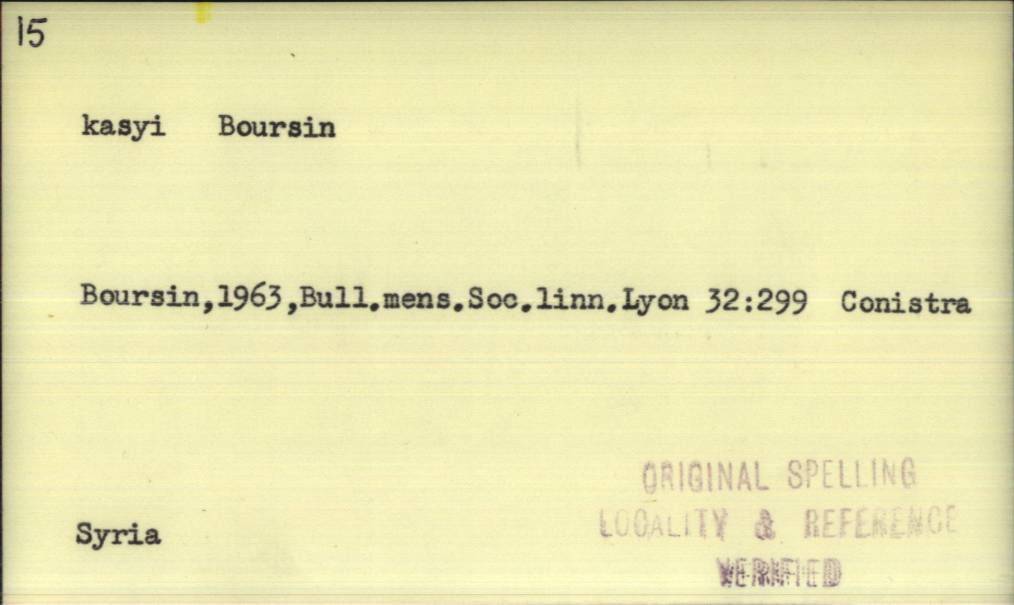 15
kasyi Boursin
Boursin,1963,Bull.mens.Soc.linn.Lyon 32:299 Conistra
ORIGINAL SPELLING
LOCALITY & REFERENCE
Syria
VERIFIED